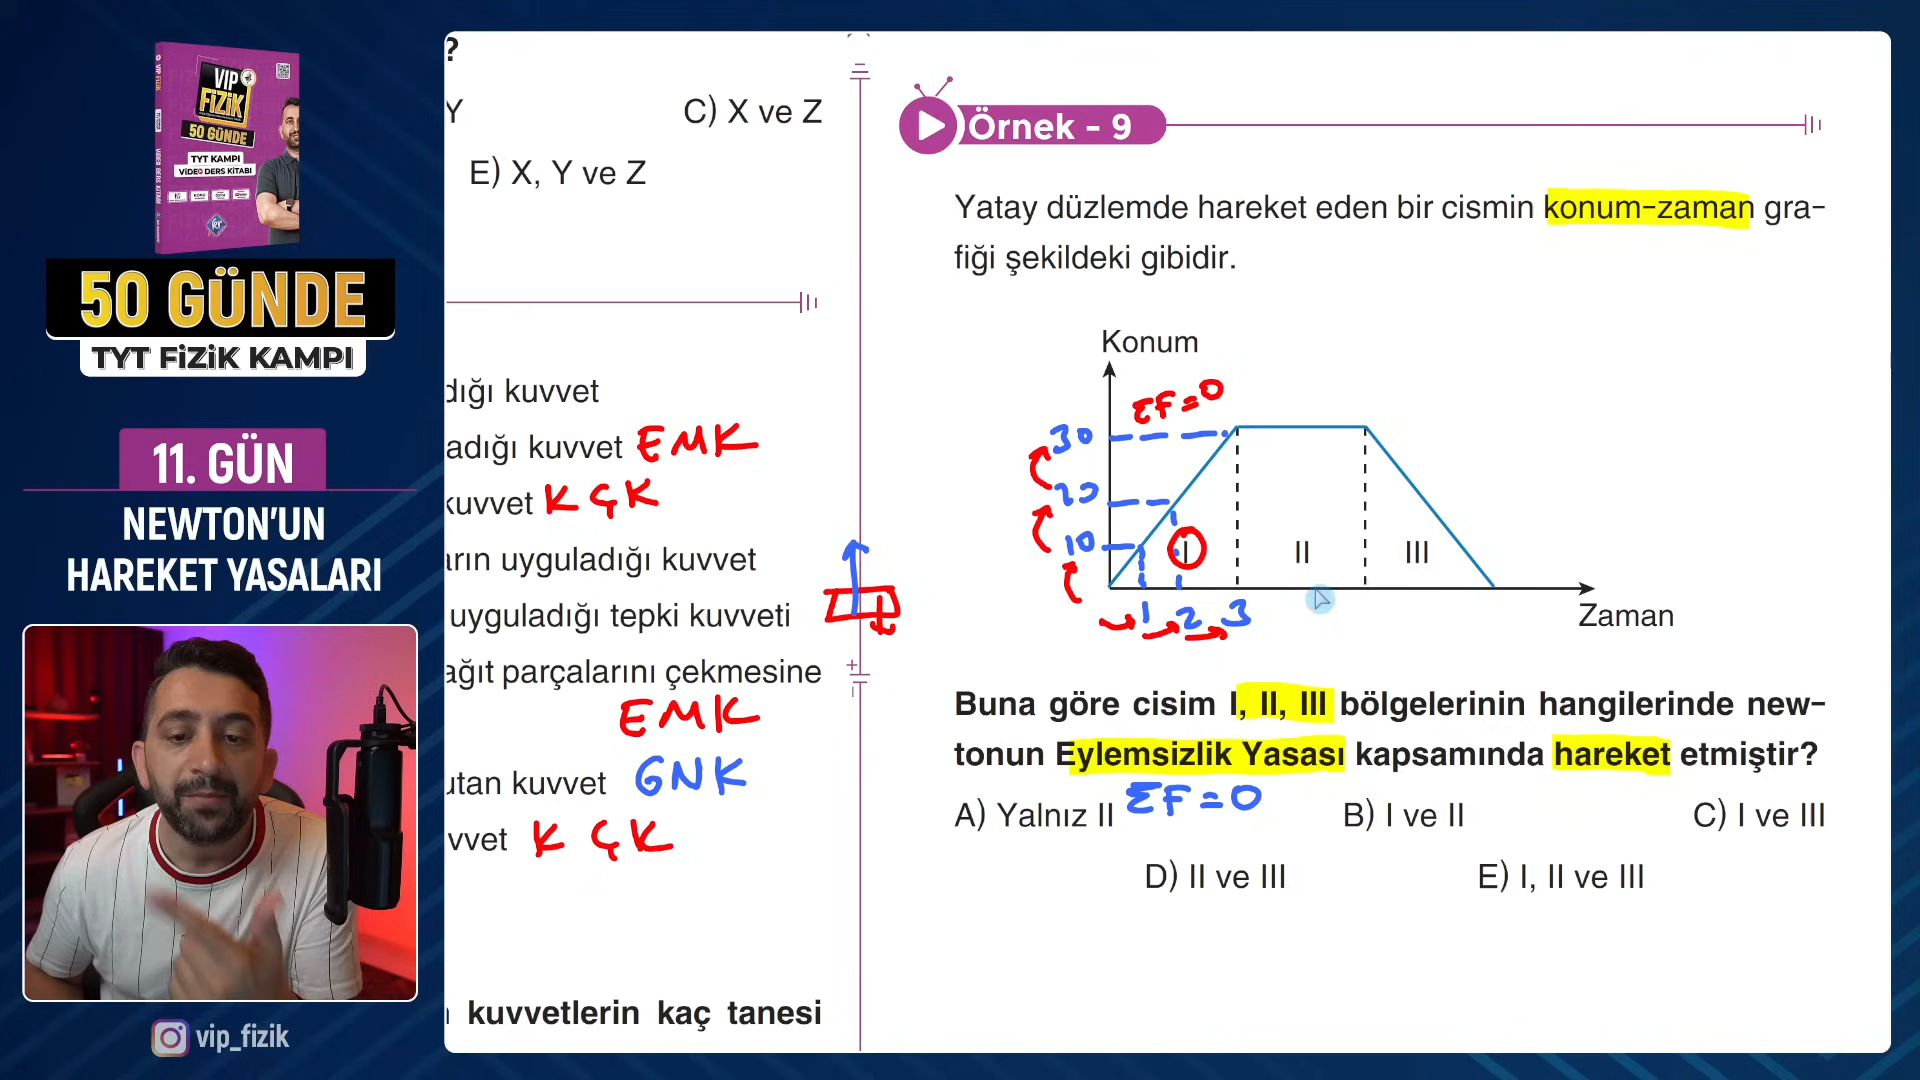 VIP
FİZİK
50 GÜNDE
TYT KAMPI
VİDEO DERS KİTABI
50 GÜNDE
TYT FİZİK KAMPI
11. GÜN
NEWTON'UN
HAREKET YASALARI
vip_fizik
?
Y
C) X ve Z
E) X, Y ve Z
dığı kuvvet
adığı kuvvet EMK
kuvvet KÇK
arın uyguladığı kuvvet
uyguladığı tepki kuvveti
ağıt parçalarını çekmesine
EMK
utan kuvvet GNK
vvet KÇK
kuvvetlerin kaç tanesi
Örnek - 9
Yatay düzlemde hareket eden bir cismin konum-zaman gra-
fiği şekildeki gibidir.
Konum
ΣF=0
30
20
10
I II III
1 2 3
Zaman
Buna göre cisim I, II, III bölgelerinin hangilerinde new-
tonun Eylemsizlik Yasası kapsamında hareket etmiştir?
ΣF=0
A) Yalnız II B) I ve II C) I ve III
D) II ve III E) I, II ve III